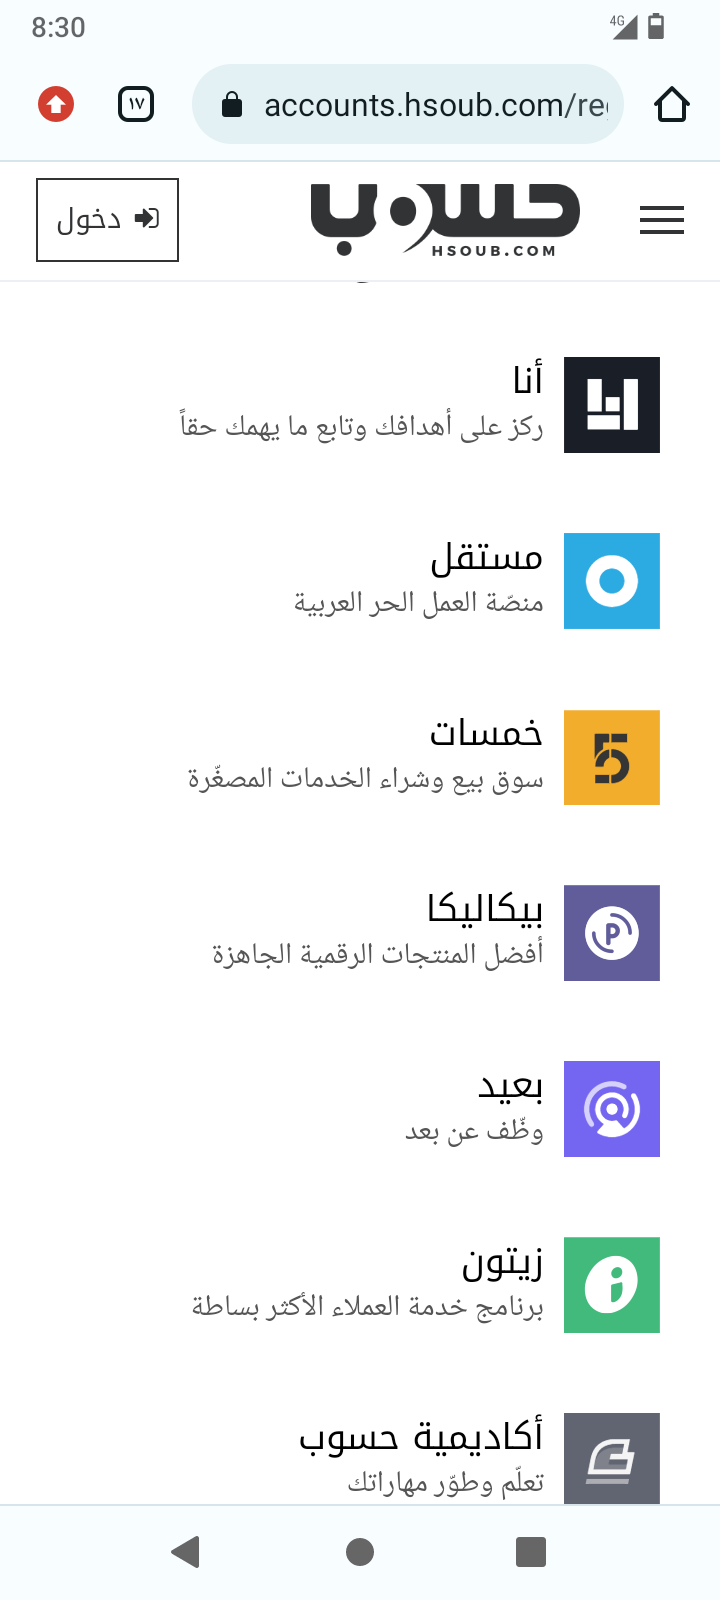 8:30
4G
١٧
accounts.hsoub.com/re
دخول
حسوب
HSOUB.COM
أنا
ركز على أهدافك وتابع ما يهمك حقاً
مستقل
منصّة العمل الحر العربية
خمسات
سوق بيع وشراء الخدمات المصغّرة
بيكاليكا
أفضل المنتجات الرقمية الجاهزة
بعيد
وظّف عن بعد
زيتون
برنامج خدمة العملاء الأكثر بساطة
أكاديمية حسوب
تعلّم وطوّر مهاراتك